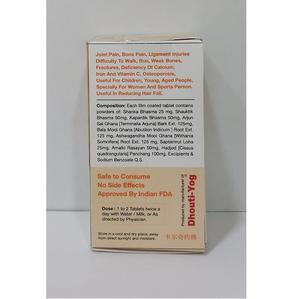 Joint Pain, Bone Pain, Ligament Injuries
Difficulty To Walk, Run, Weak Bones,
Fractures, Deficiency Of Calcium,
Iron And Vitamin C, Osteoporosis,
Useful For Children, Young, Aged People,
Specially For Women And Sports Person.
Useful In Reducing Hair Fall.
Composition: Each film coated tablet contains
powders of: Shanka Bhasma 25 mg, Shauktik
Bhasma 50mg, Kapardik Bhasma 50mg, Arjun
Sal Ghana [Terminalia Arjuna] Bark Ext. 125mg,
Bala Mool Ghana [Abutilon Indicum ] Root Ext.
125 mg, Ashwagandha Mool Ghana [Withania
Somnifera] Root Ext. 125 mg, Saptamrut Loha
25mg, Amalki Rasayan 50mg, Hadjod [Cissus
quadrangularis] Panchang 100mg, Excipients &
Sodium Benzoate Q.S.
Safe to Consume
No Side Effects
Approved By Indian FDA
Dose : 1 to 2 Tablets twice a
day with Water / Milk, or As
directed by Physician.
Store in a cool and dry place, away
from direct sunlight and moisture.
Dhouti-Yog